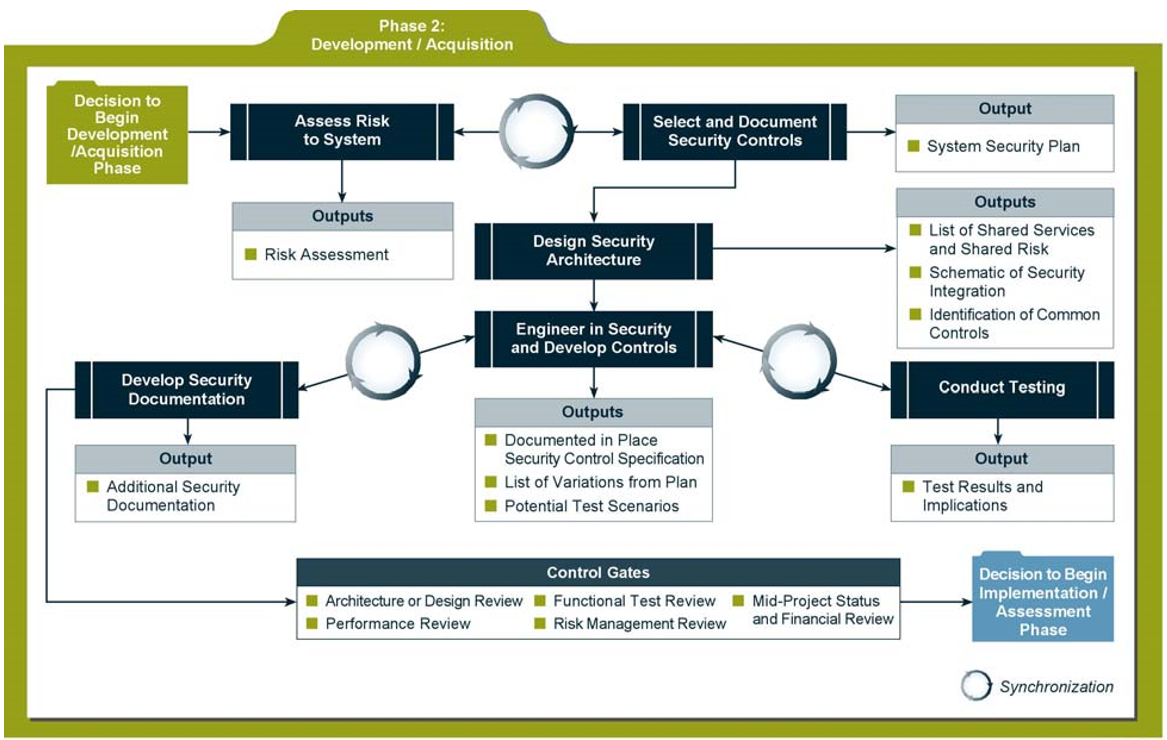 Phase 2:
Development / Acquisition
Decision to
Begin
Development
/Acquisition
Phase
Assess Risk
to System
Select and Document
Security Controls
Output
System Security Plan
Outputs
Risk Assessment
Design Security
Architecture
Outputs
List of Shared Services
and Shared Risk
Schematic of Security
Integration
Identification of Common
Controls
Engineer in Security
and Develop Controls
Develop Security
Documentation
Conduct Testing
Output
Additional Security
Documentation
Outputs
Documented in Place
Security Control Specification
List of Variations from Plan
Potential Test Scenarios
Output
Test Results and
Implications
Control Gates
Architecture or Design Review
Performance Review
Functional Test Review
Risk Management Review
Mid-Project Status
and Financial Review
Decision to Begin
Implementation /
Assessment
Phase
Synchronization